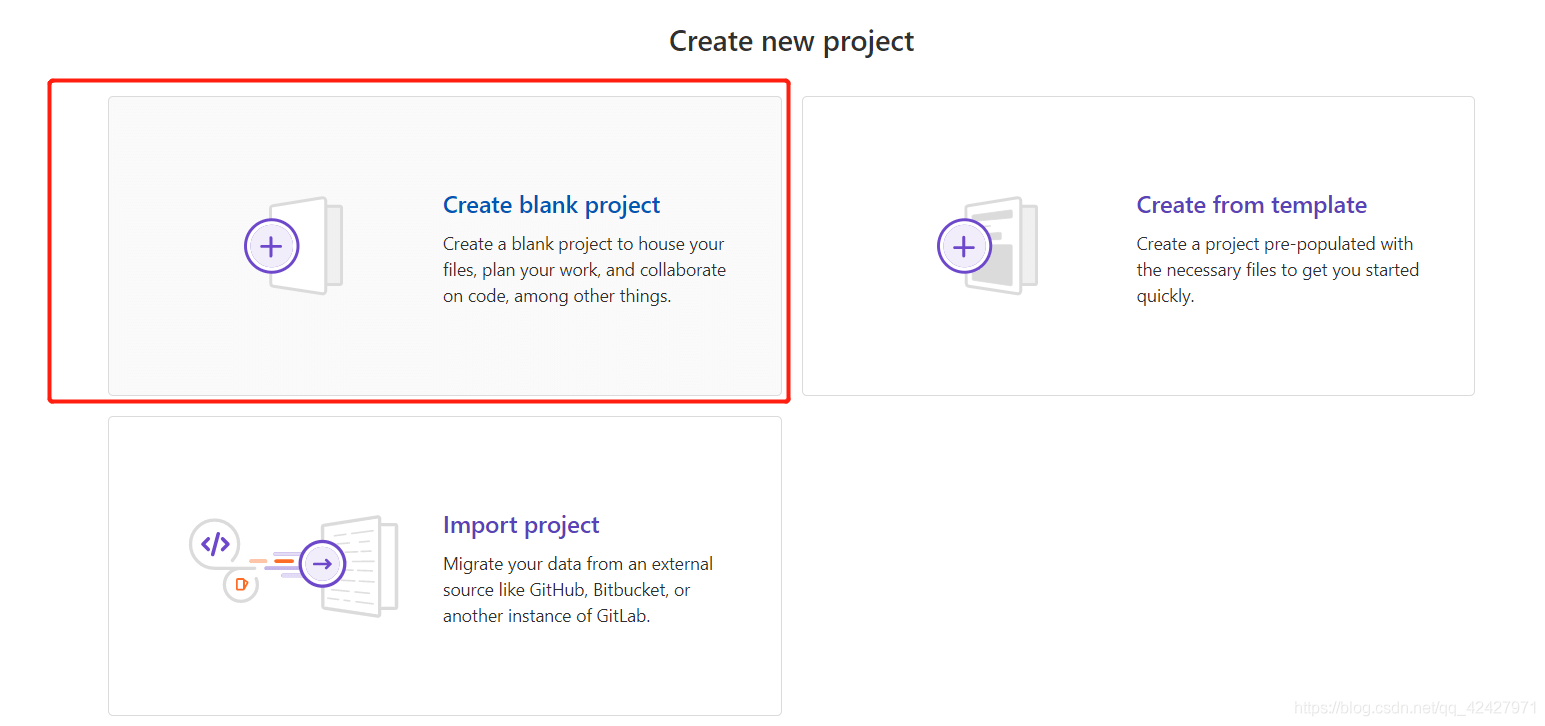 Create new project
Create blank project
Create a blank project to house your
files, plan your work, and collaborate
on code, among other things.
Create from template
Create a project pre-populated with
the necessary files to get you started
quickly.
Import project
Migrate your data from an external
source like GitHub, Bitbucket, or
another instance of GitLab.
https://blog.csdn.net/qq_42427971